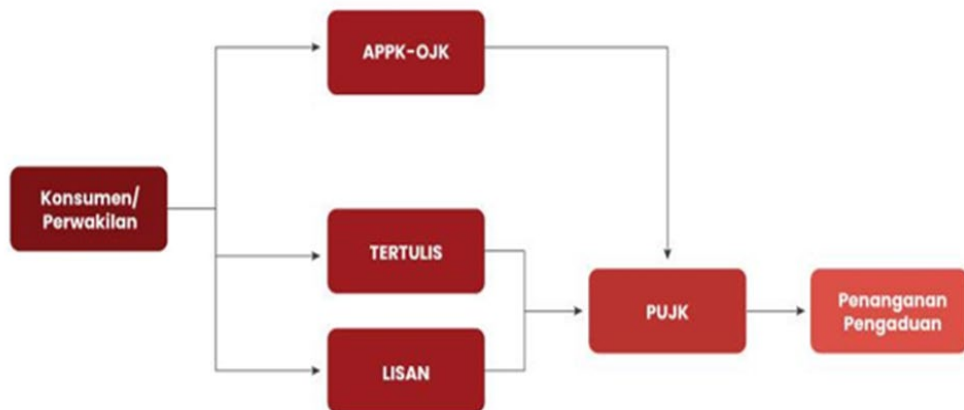 APPK-OJK
Konsumen/
Perwakilan
TERTULIS
LISAN
PUJK
Penanganan
Pengaduan